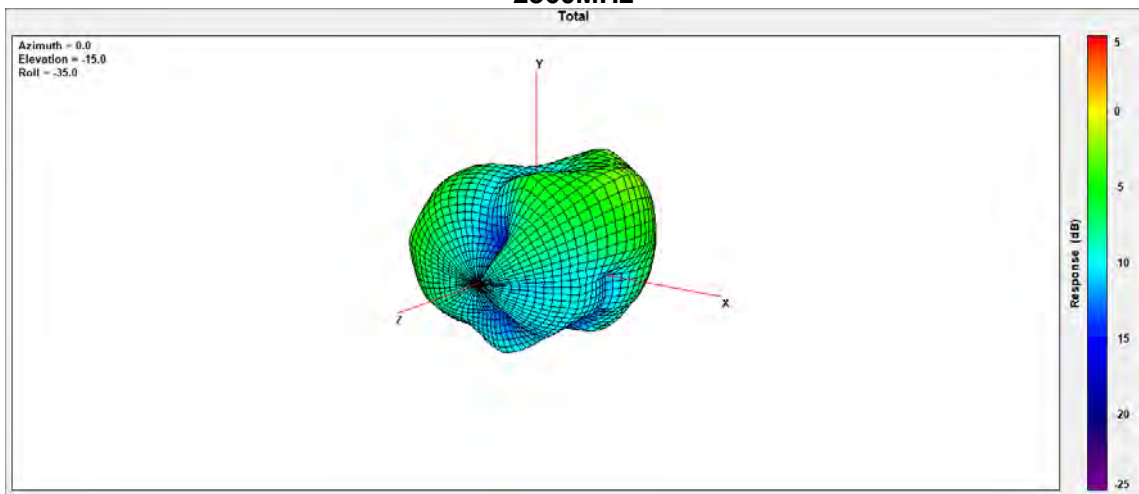 Total
Azimuth = 0.0
Elevation = -15.0
Roll = -35.0
Y
X
Z
5
0
5
10
15
-20
-25
Response (dB)